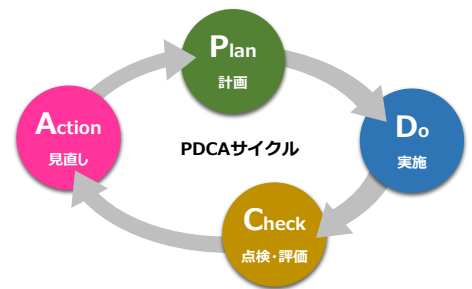 Plan
計画
Do
実施
Check
点検・評価
Action
見直し
PDCAサイクル